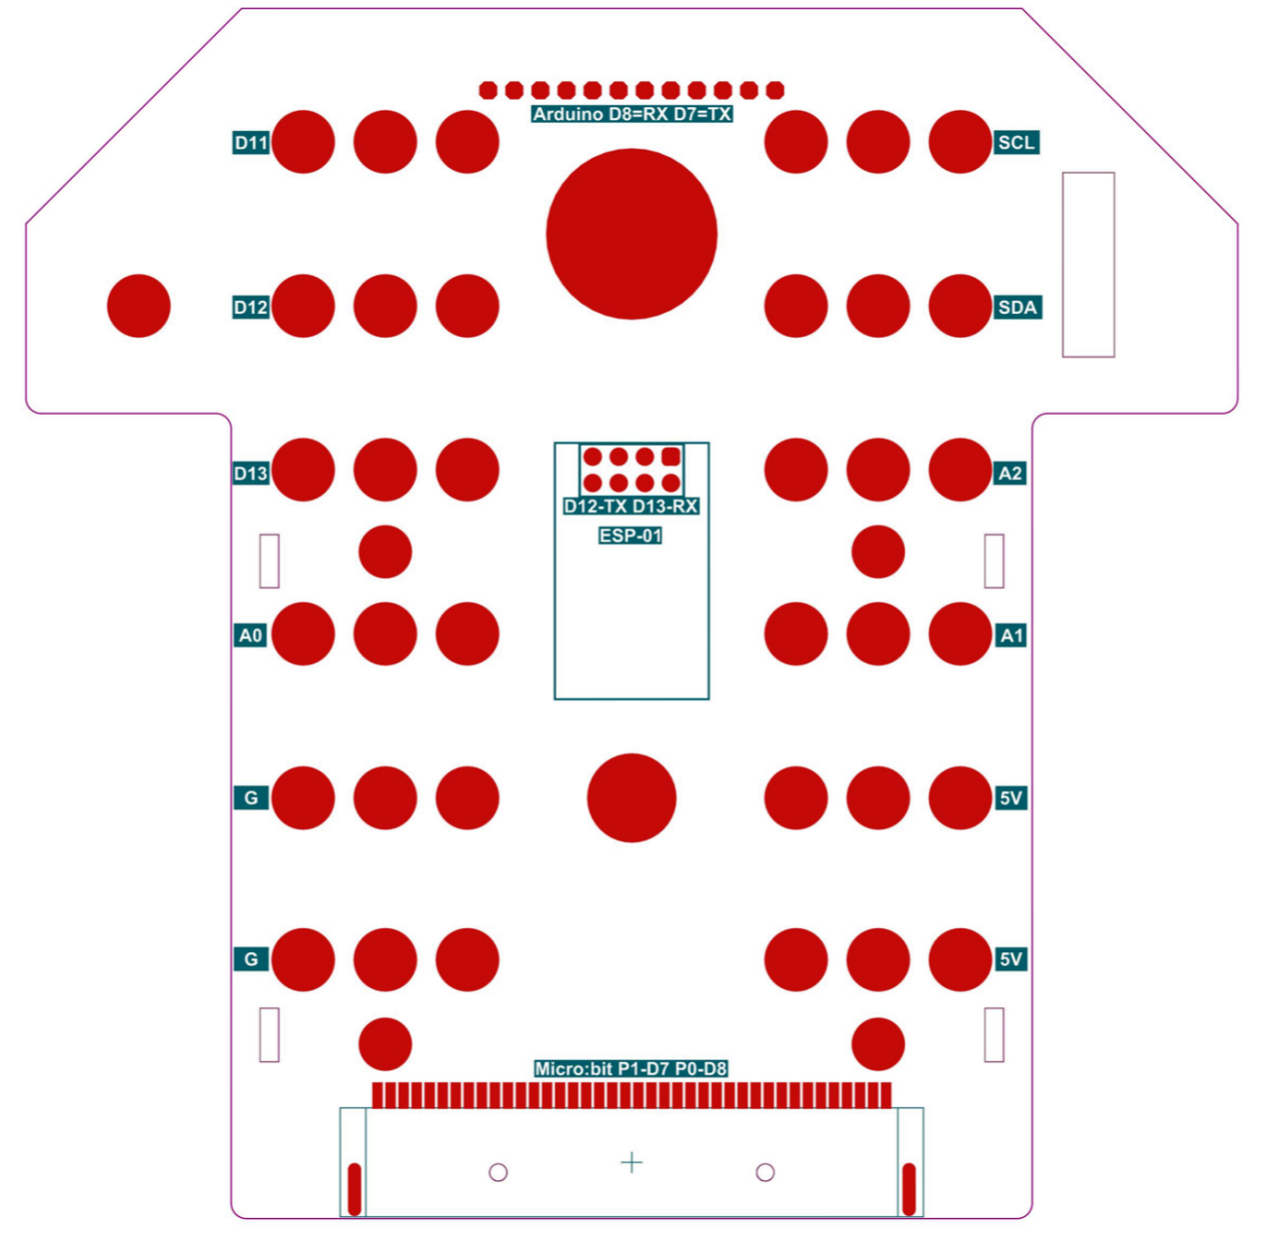 Arduino D8=RX D7=TX
D11
SCL
D12
SDA
D13
A2
D12-TX D13-RX
ESP-01
A0
A1
G
5V
G
5V
Micro:bit P1-D7 P0-D8